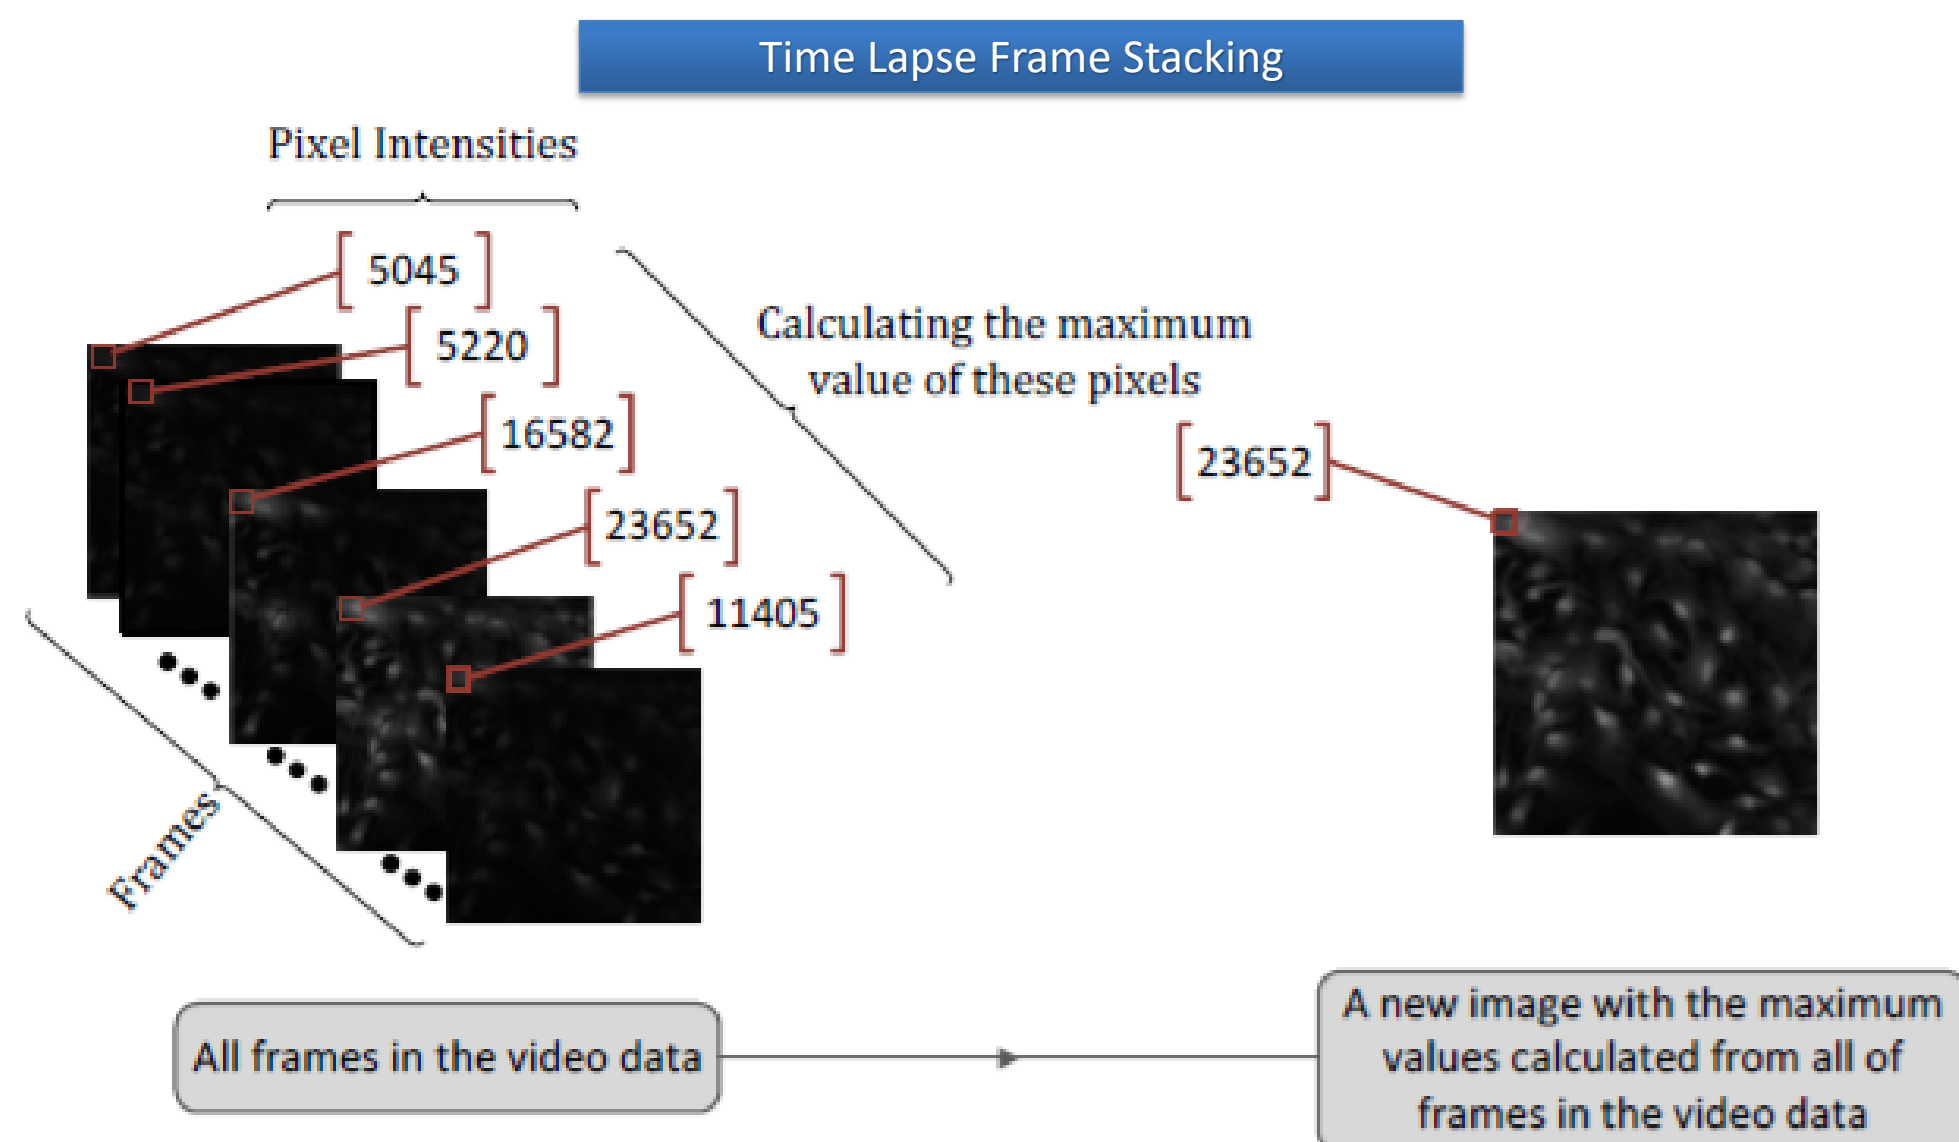 Time Lapse Frame Stacking
Pixel Intensities
5045
5220
16582
23652
11405
Calculating the maximum
value of these pixels
23652
Frames
All frames in the video data
A new image with the maximum
values calculated from all of
frames in the video data